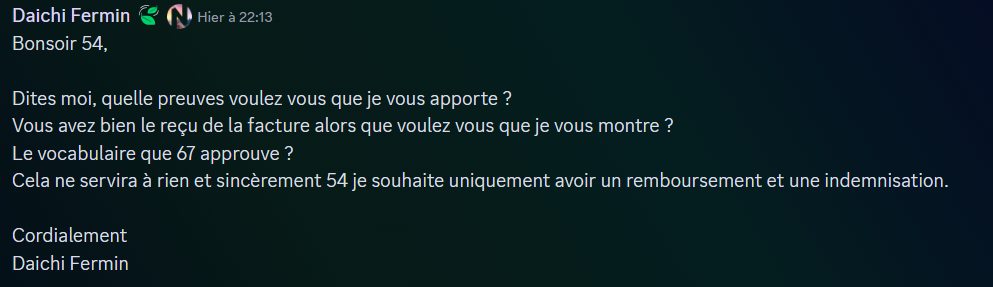 Daichi Fermin Hier à 22:13
Bonsoir 54,
Dites moi, quelle preuves voulez vous que je vous apporte ?
Vous avez bien le reçu de la facture alors que voulez vous que je vous montre ?
Le vocabulaire que 67 approuve ?
Cela ne servira à rien et sincèrement 54 je souhaite uniquement avoir un remboursement et une indemnisation.
Cordialement
Daichi Fermin